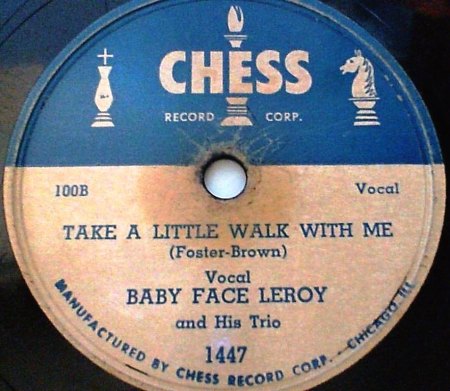 CHESS
RECORD CORP.
100B Vocal
TAKE A LITTLE WALK WITH ME
(Foster-Brown)
Vocal
BABY FACE LEROY
and His Trio
1447
MANUFACTURED BY CHESS RECORD CORP. - CHICAGO ILL